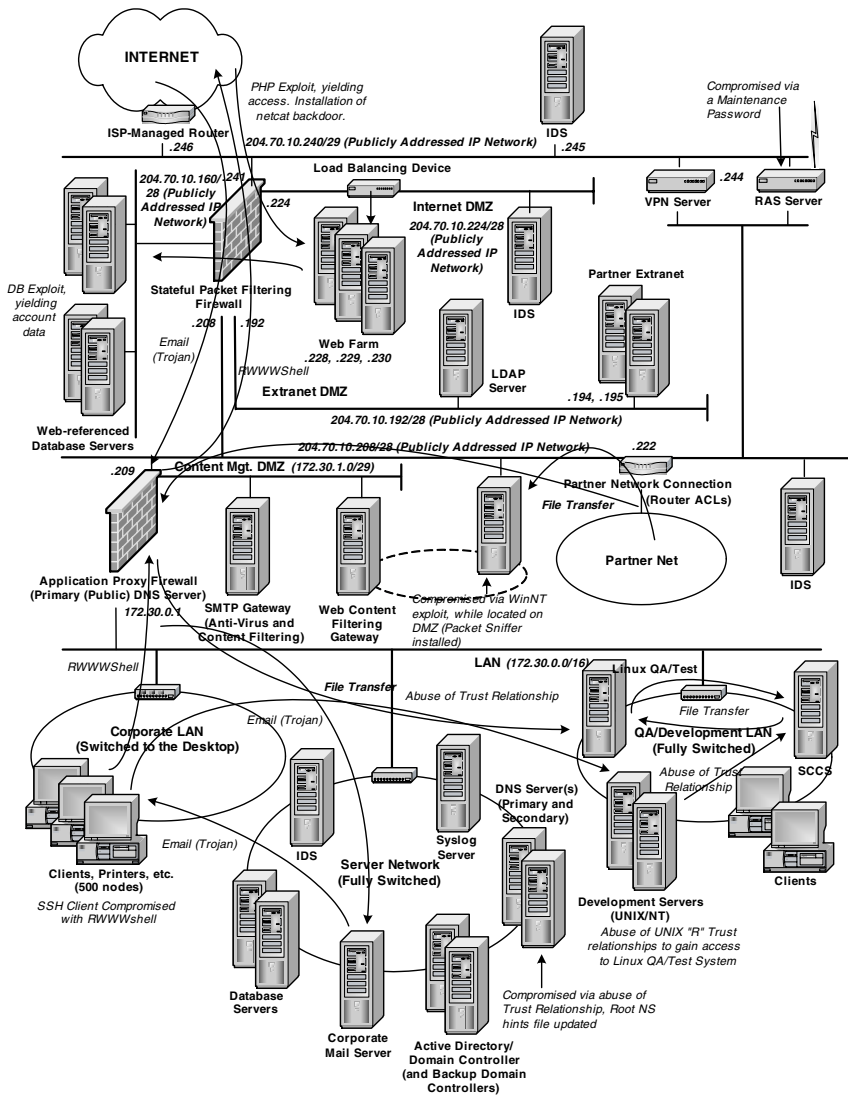 INTERNET
PHP Exploit, yielding
access. Installation of
netcat backdoor.
Compromised via
a Maintenance
Password
ISP-Managed Router
.246
204.70.10.240/29 (Publicly Addressed IP Network)
IDS
.245
204.70.10.160/
28 (Publicly
Addressed IP
Network)
.241
.224
Load Balancing Device
Internet DMZ
204.70.10.224/28
(Publicly
Addressed IP
Network)
IDS
VPN Server
.244
RAS Server
DB Exploit,
yielding
account
data
Stateful Packet Filtering
Firewall
.208
.192
Email
(Trojan)
RWWWShell
Web Farm
.228, .229, .230
Partner Extranet
LDAP
Server
.194, .195
Extranet DMZ
204.70.10.192/28 (Publicly Addressed IP Network)
Web-referenced
Database Servers
204.70.10.208/28 (Publicly Addressed IP Network)
.222
.209
Content Mgt. DMZ (172.30.1.0/29)
Partner Network Connection
(Router ACLs)
File Transfer
Partner Net
IDS
Application Proxy Firewall
(Primary (Public) DNS Server)
172.30.0.1
SMTP Gateway
(Anti-Virus and
Content Filtering)
Web Content
Filtering
Gateway
Compromised via WinNT
exploit, while located on
DMZ (Packet Sniffer
installed)
LAN (172.30.0.0/16)
RWWWShell
File Transfer
Abuse of Trust Relationship
Linux QA/Test
File Transfer
Corporate LAN
(Switched to the Desktop)
Email (Trojan)
QA/Development LAN
(Fully Switched)
SCCS
Abuse of Trust
Relationship
Email (Trojan)
IDS
Syslog
Server
DNS Server(s)
(Primary and
Secondary)
Server Network
(Fully Switched)
Clients, Printers, etc.
(500 nodes)
SSH Client Compromised
with RWWWshell
Clients
Development Servers
(UNIX/NT)
Abuse of UNIX "R" Trust
relationships to gain access
to Linux QA/Test System
Database
Servers
Corporate
Mail Server
Active Directory/
Domain Controller
(and Backup Domain
Controllers)
Compromised via abuse of
Trust Relationship, Root NS
hints file updated